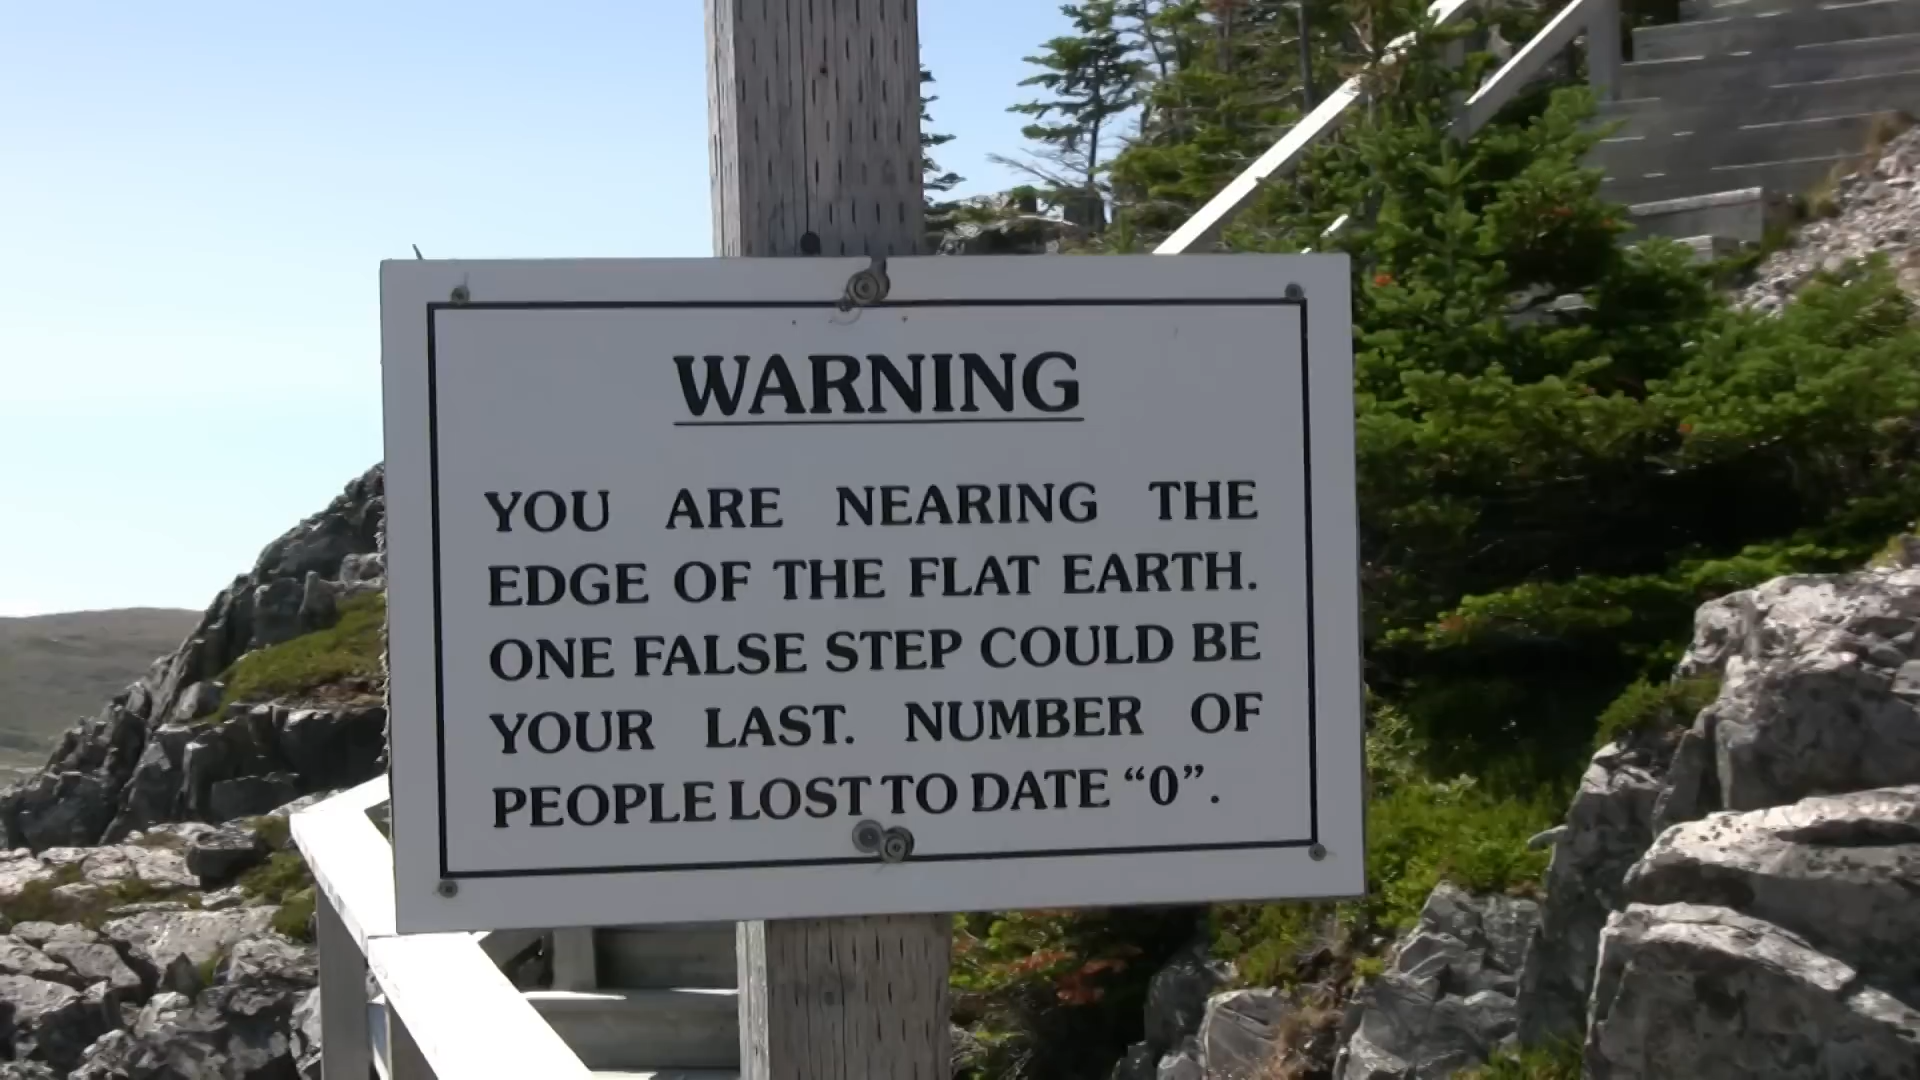 WARNING
YOU ARE NEARING THE
EDGE OF THE FLAT EARTH.
ONE FALSE STEP COULD BE
YOUR LAST. NUMBER OF
PEOPLE LOST TO DATE “0”.